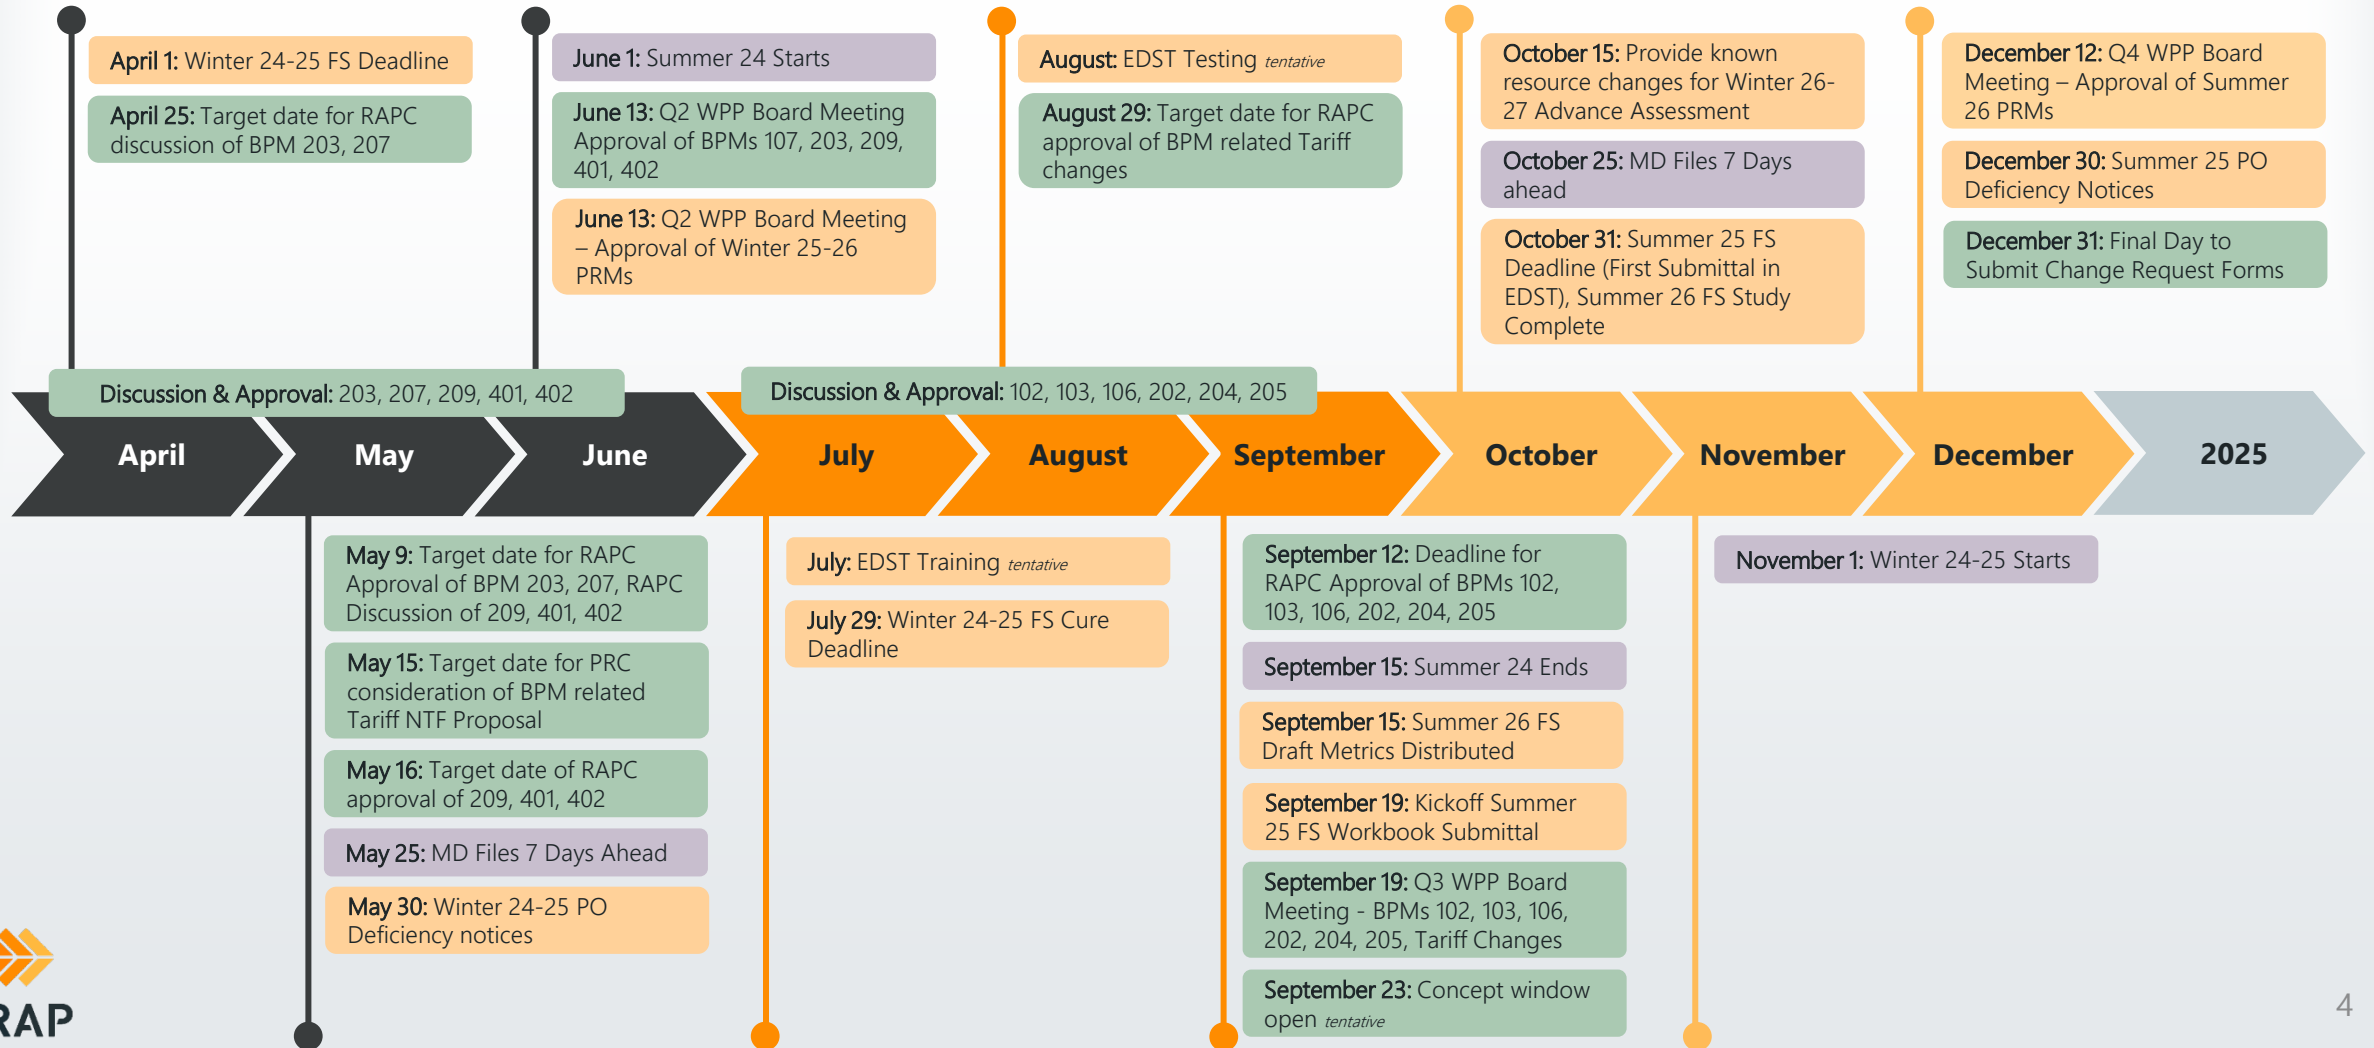 April 1: Winter 24-25 FS Deadline
April 25: Target date for RAPC
discussion of BPM 203, 207
June 1: Summer 24 Starts
June 13: Q2 WPP Board Meeting
Approval of BPMs 107, 203, 209,
401, 402
June 13: Q2 WPP Board Meeting
– Approval of Winter 25-26
PRMs
August: EDST Testing tentative
August 29: Target date for RAPC
approval of BPM related Tariff
changes
October 15: Provide known
resource changes for Winter 26-
27 Advance Assessment
October 25: MD Files 7 Days
ahead
October 31: Summer 25 FS
Deadline (First Submittal in
EDST), Summer 26 FS Study
Complete
December 12: Q4 WPP Board
Meeting – Approval of Summer
26 PRMs
December 30: Summer 25 PO
Deficiency Notices
December 31: Final Day to
Submit Change Request Forms
Discussion & Approval: 203, 207, 209, 401, 402
Discussion & Approval: 102, 103, 106, 202, 204, 205
April
May
June
July
August
September
October
November
December
2025
May 9: Target date for RAPC
Approval of BPM 203, 207, RAPC
Discussion of 209, 401, 402
May 15: Target date for PRC
consideration of BPM related
Tariff NTF Proposal
May 16: Target date of RAPC
approval of 209, 401, 402
May 25: MD Files 7 Days Ahead
May 30: Winter 24-25 PO
Deficiency notices
July: EDST Training tentative
July 29: Winter 24-25 FS Cure
Deadline
September 12: Deadline for
RAPC Approval of BPMs 102,
103, 106, 202, 204, 205
September 15: Summer 24 Ends
September 15: Summer 26 FS
Draft Metrics Distributed
September 19: Kickoff Summer
25 FS Workbook Submittal
September 19: Q3 WPP Board
Meeting - BPMs 102, 103, 106,
202, 204, 205, Tariff Changes
September 23: Concept window
open tentative
November 1: Winter 24-25 Starts
RAP
4